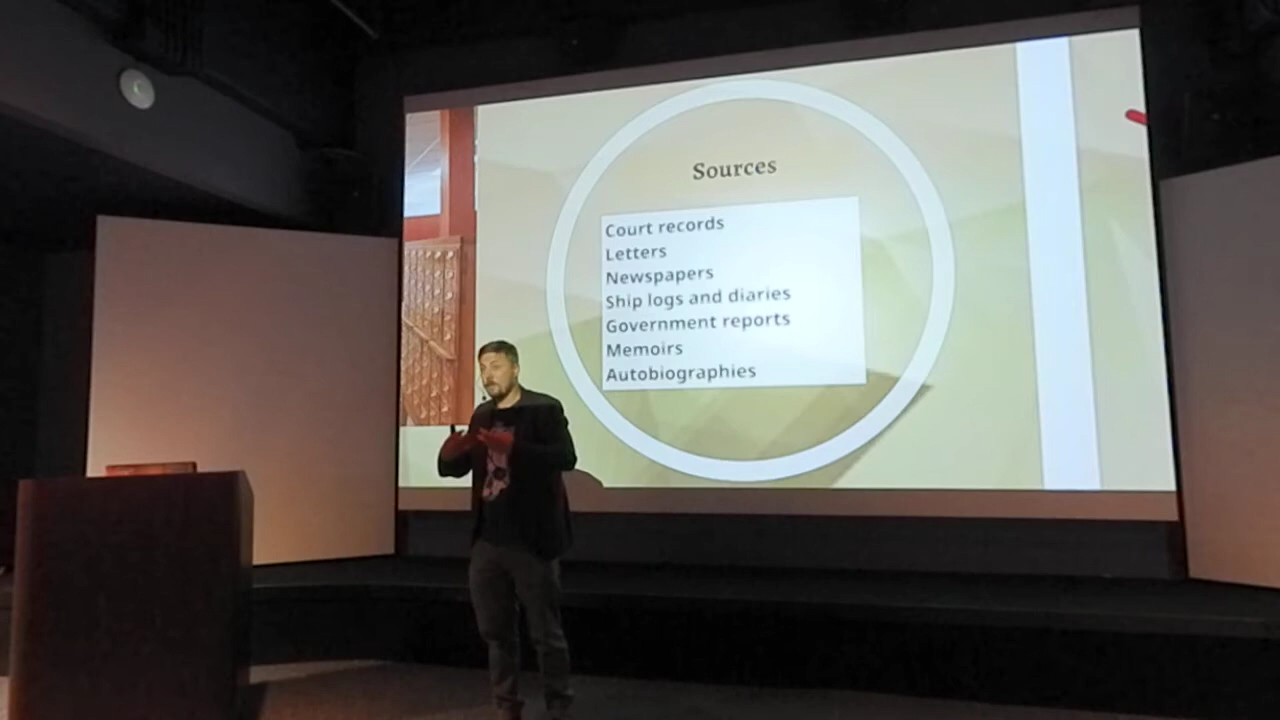 Sources
Court records
Letters
Newspapers
Ship logs and diaries
Government reports
Memoirs
Autobiographies